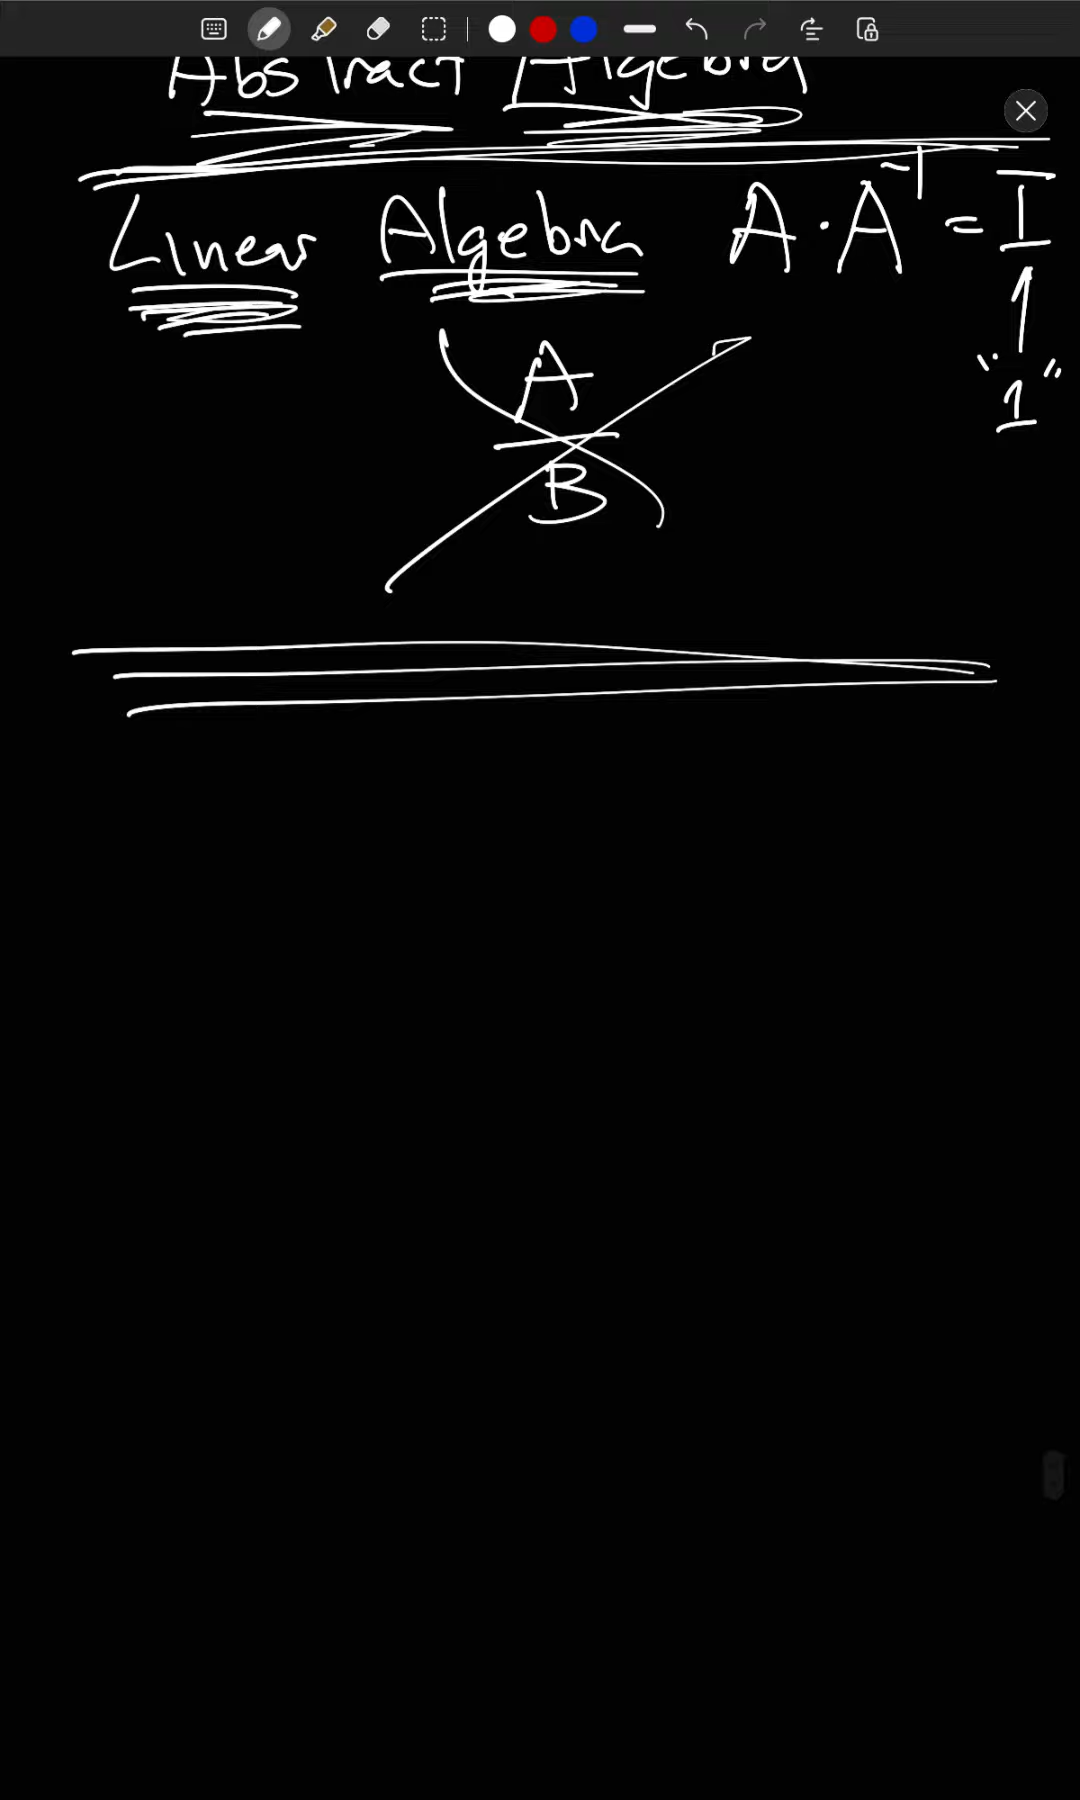 Abstract Algebra
Linear Algebra A · A⁻¹ = I
A
B
"1"